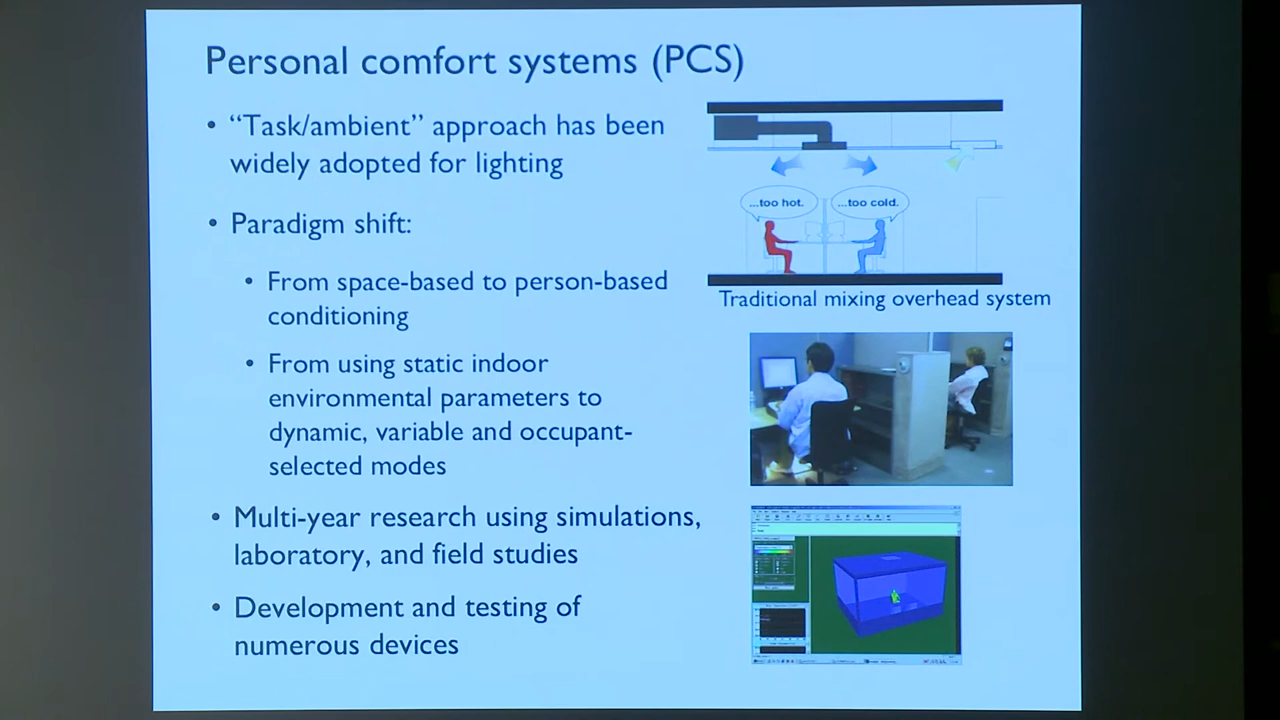 Personal comfort systems (PCS)
• “Task/ambient” approach has been
widely adopted for lighting
• Paradigm shift:
• From space-based to person-based
conditioning
• From using static indoor
environmental parameters to
dynamic, variable and occupant-
selected modes
• Multi-year research using simulations,
laboratory, and field studies
• Development and testing of
numerous devices
...too hot.
...too cold.
Traditional mixing overhead system